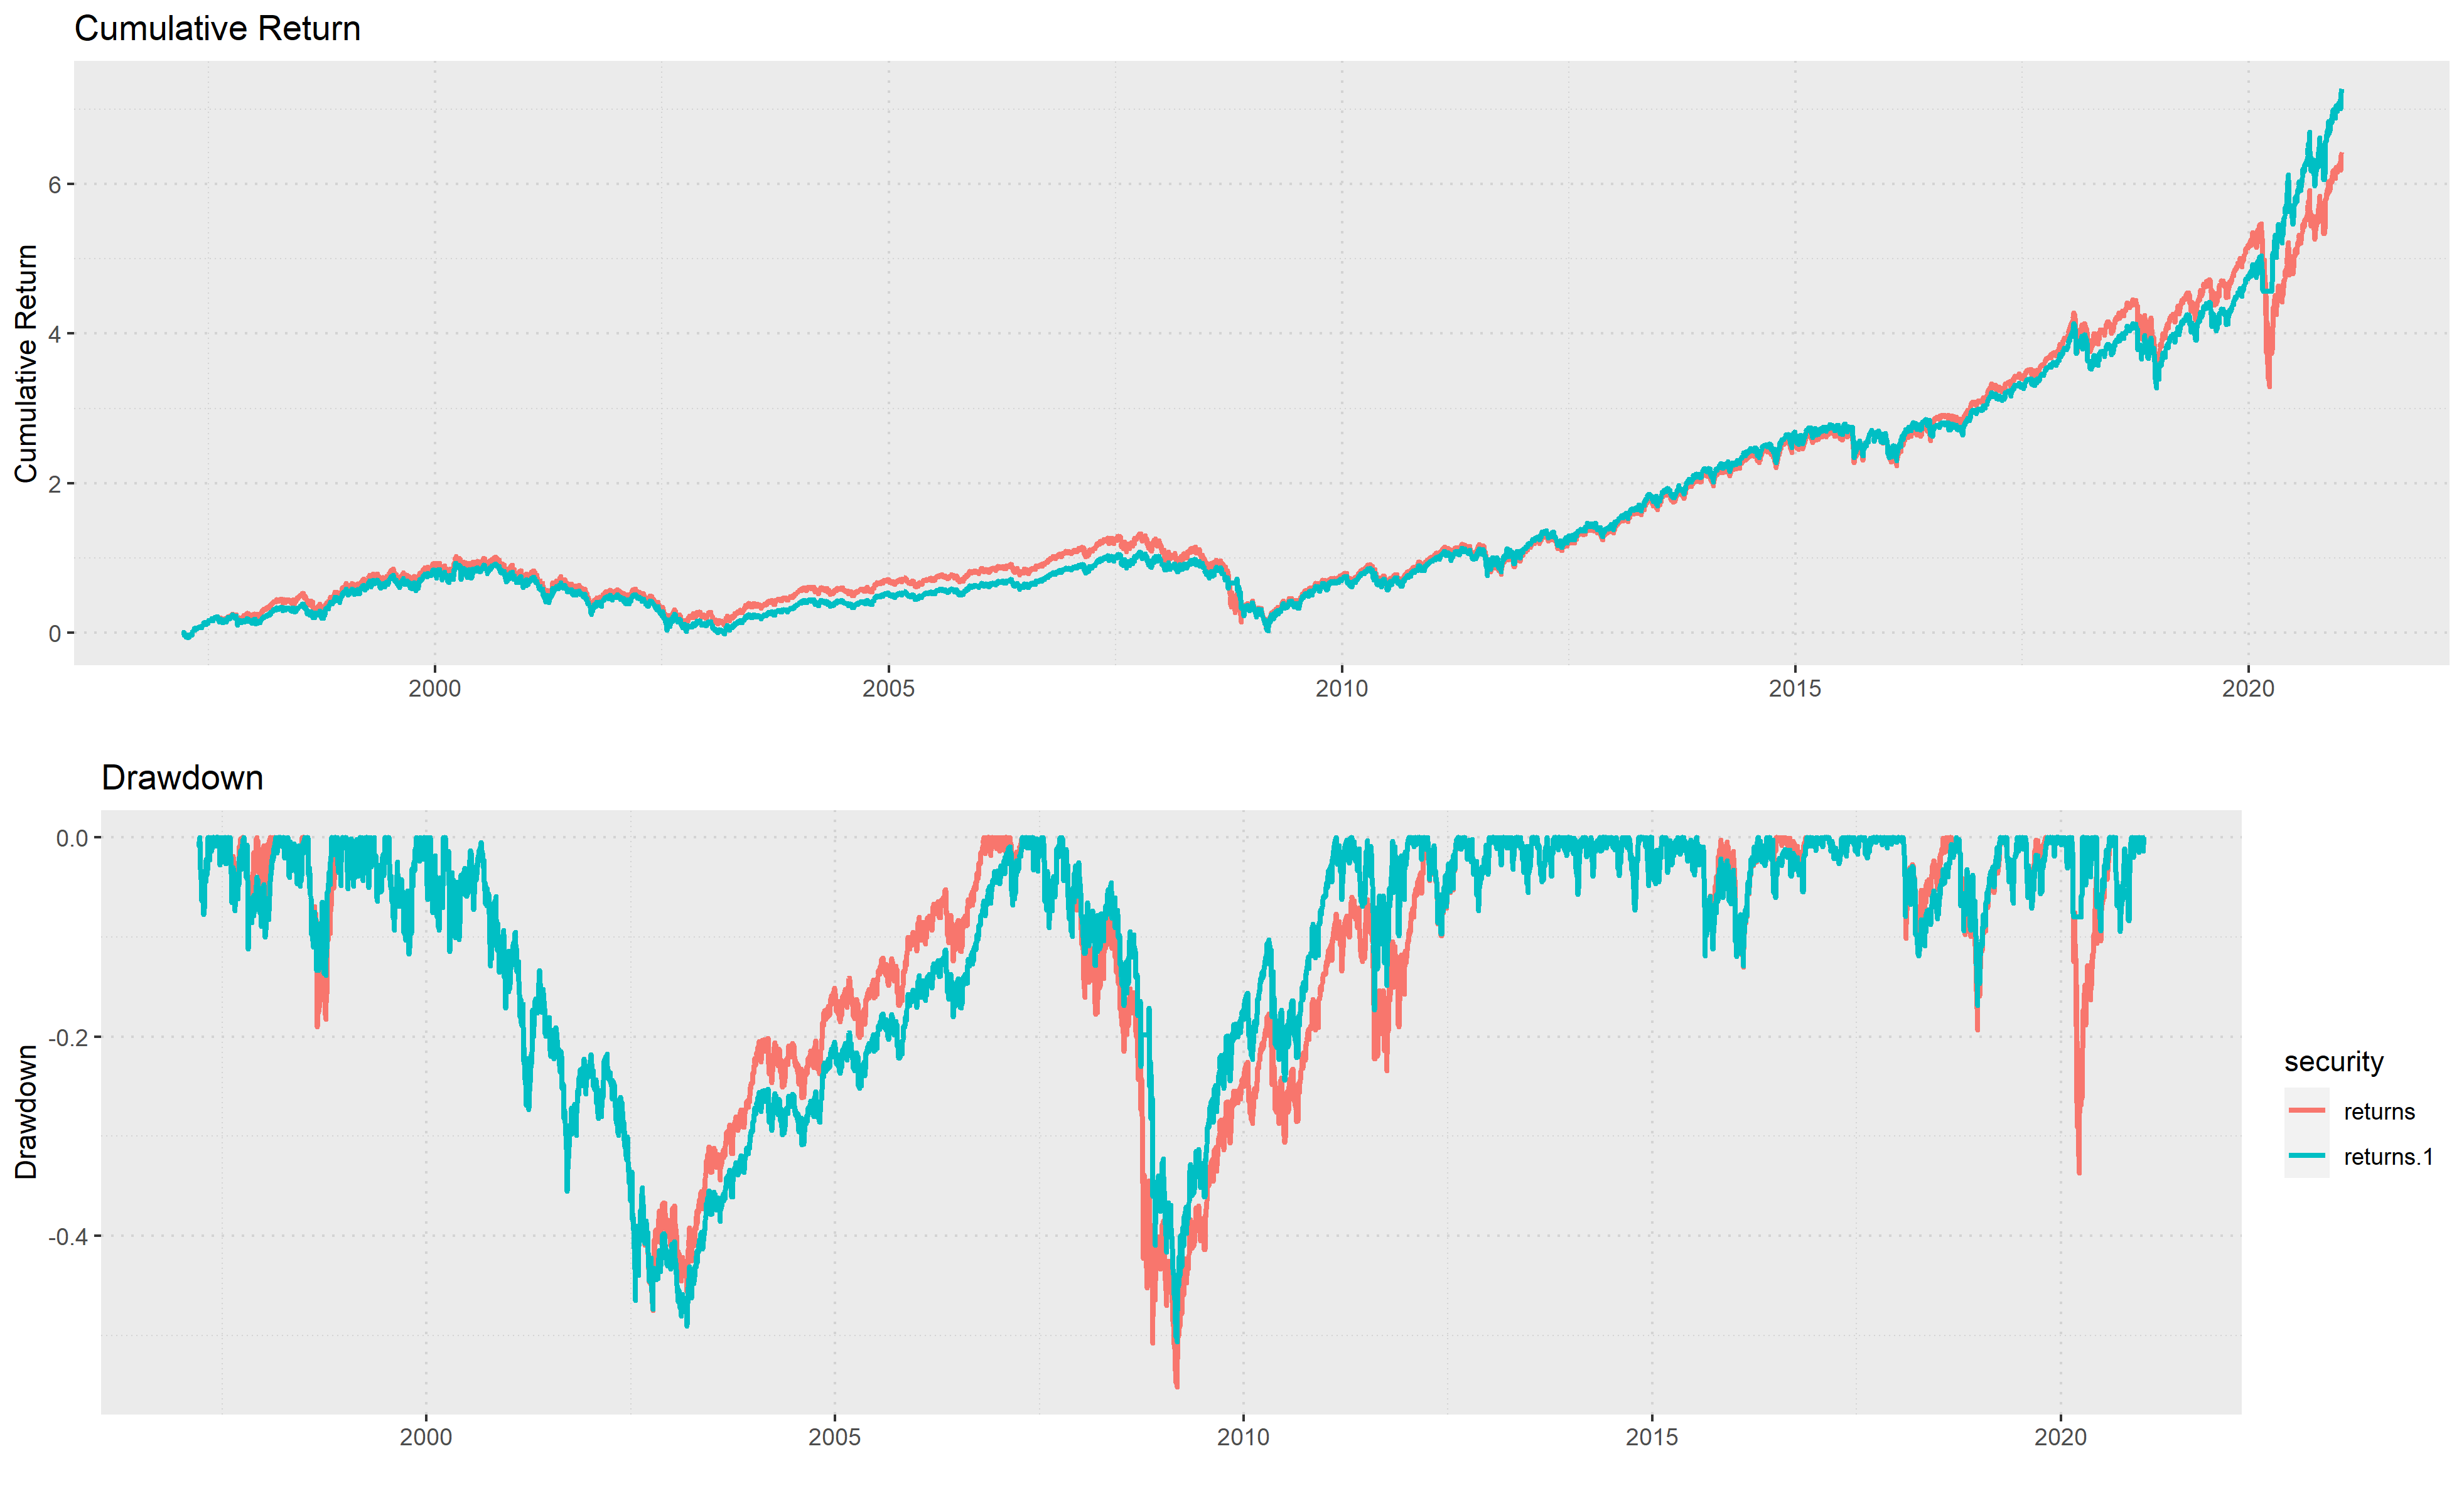 Cumulative Return
Cumulative Return
6
4
2
0
2000 2005 2010 2015 2020
Drawdown
Drawdown
0.0
-0.2
-0.4
2000 2005 2010 2015 2020
security
returns
returns.1